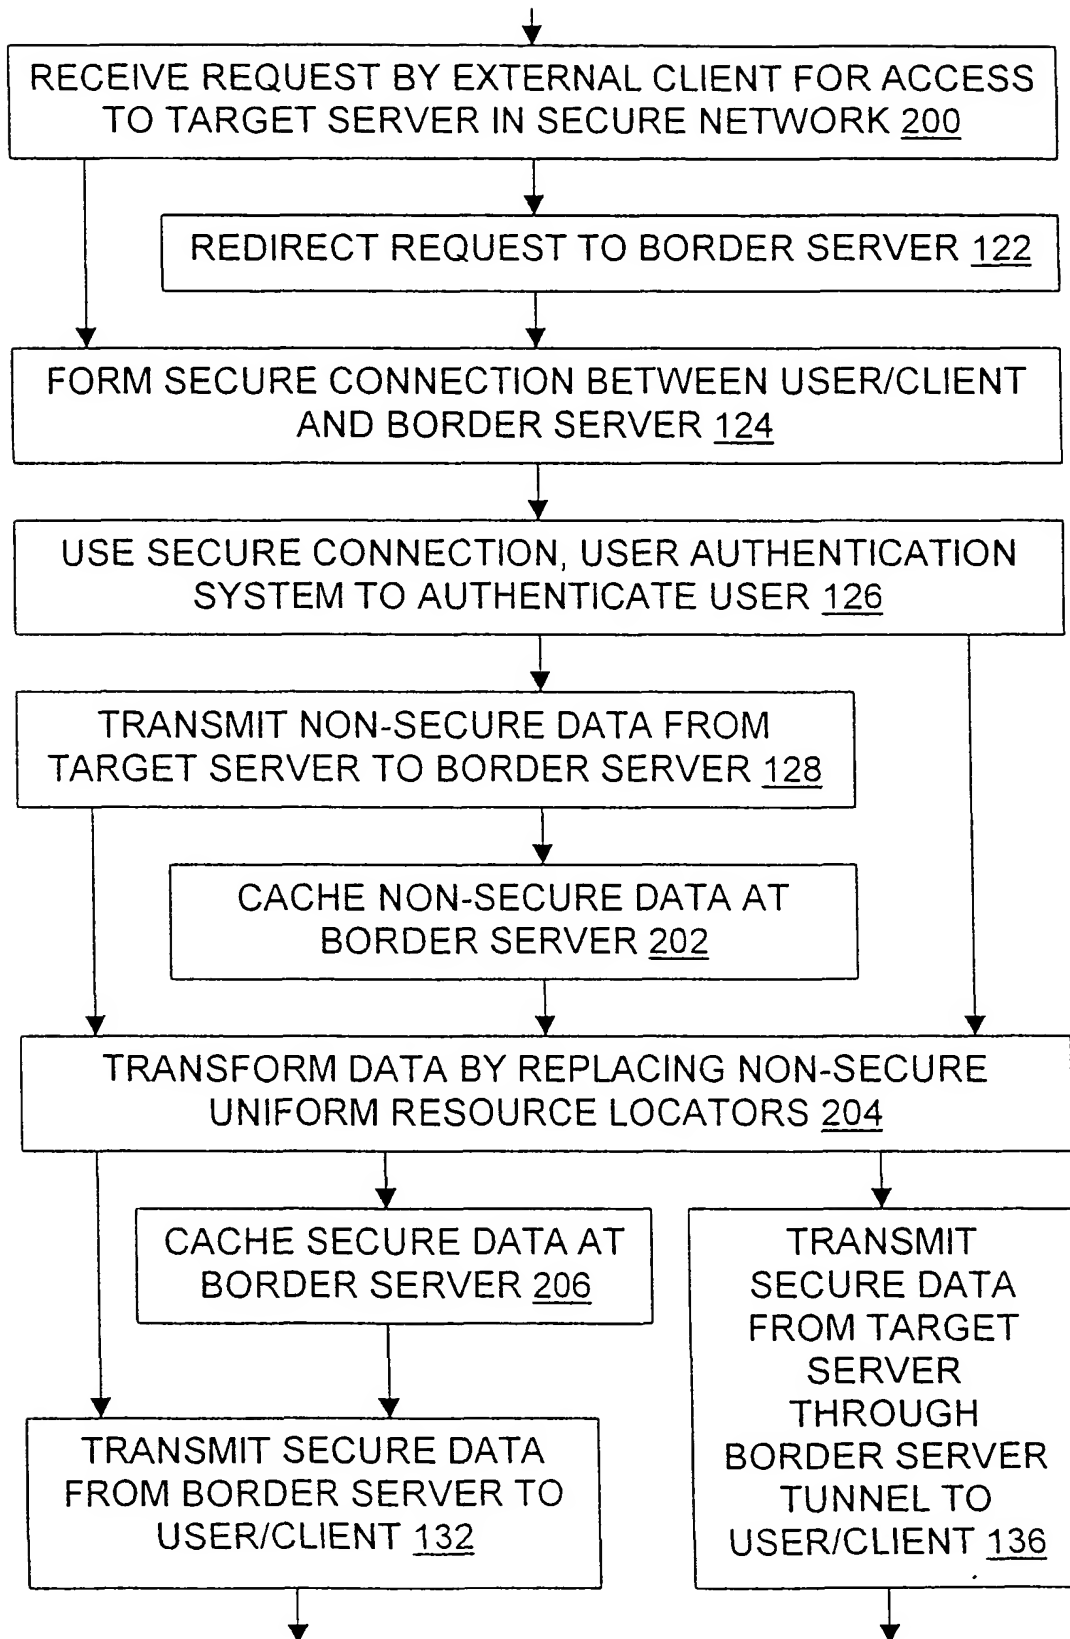 RECEIVE REQUEST BY EXTERNAL CLIENT FOR ACCESS
TO TARGET SERVER IN SECURE NETWORK 200
REDIRECT REQUEST TO BORDER SERVER 122
FORM SECURE CONNECTION BETWEEN USER/CLIENT
AND BORDER SERVER 124
USE SECURE CONNECTION, USER AUTHENTICATION
SYSTEM TO AUTHENTICATE USER 126
TRANSMIT NON-SECURE DATA FROM
TARGET SERVER TO BORDER SERVER 128
CACHE NON-SECURE DATA AT
BORDER SERVER 202
TRANSFORM DATA BY REPLACING NON-SECURE
UNIFORM RESOURCE LOCATORS 204
CACHE SECURE DATA AT
BORDER SERVER 206
TRANSMIT SECURE DATA
FROM BORDER SERVER TO
USER/CLIENT 132
TRANSMIT
SECURE DATA
FROM TARGET
SERVER
THROUGH
BORDER SERVER
TUNNEL TO
USER/CLIENT 136